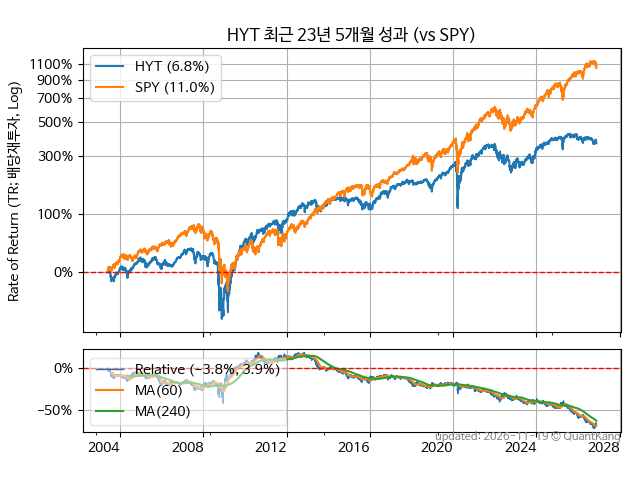 HYT 최근 23년 5개월 성과 (vs SPY)
HYT (6.8%)
SPY (11.0%)
Rate of Return (TR; 배당재투자, Log)
1100%
900%
700%
500%
300%
100%
0%
Relative (−3.8%, 3.9%)
MA(60)
MA(240)
0%
−50%
updated: 2026-11-19 © QuantKang
2004 2008 2012 2016 2020 2024 2028